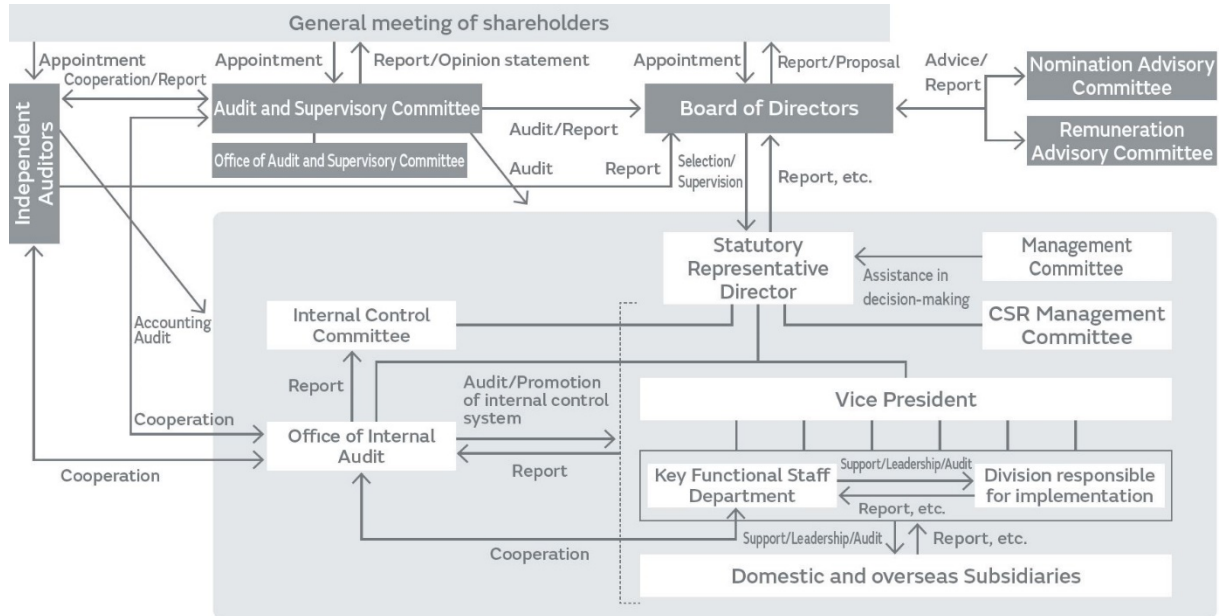 General meeting of shareholders
Appointment
Appointment
Report/Opinion statement
Appointment
Report/Proposal
Advice/
Report
Nomination Advisory
Committee
Cooperation/Report
Independent
Auditors
Audit and Supervisory Committee
Board of Directors
Audit/Report
Remuneration
Advisory Committee
Office of Audit and Supervisory Committee
Audit
Report
Selection/
Supervision
Report, etc.
Statutory
Representative
Director
Management
Committee
Assistance in
decision-making
Accounting
Audit
Internal Control
Committee
CSR Management
Committee
Report
Audit/Promotion
of internal control
system
Vice President
Cooperation
Office of Internal
Audit
Report
Cooperation
Key Functional Staff
Department
Support/Leadership/Audit
Division responsible
for implementation
Report, etc.
Cooperation
Support/Leadership/Audit
Report, etc.
Domestic and overseas Subsidiaries